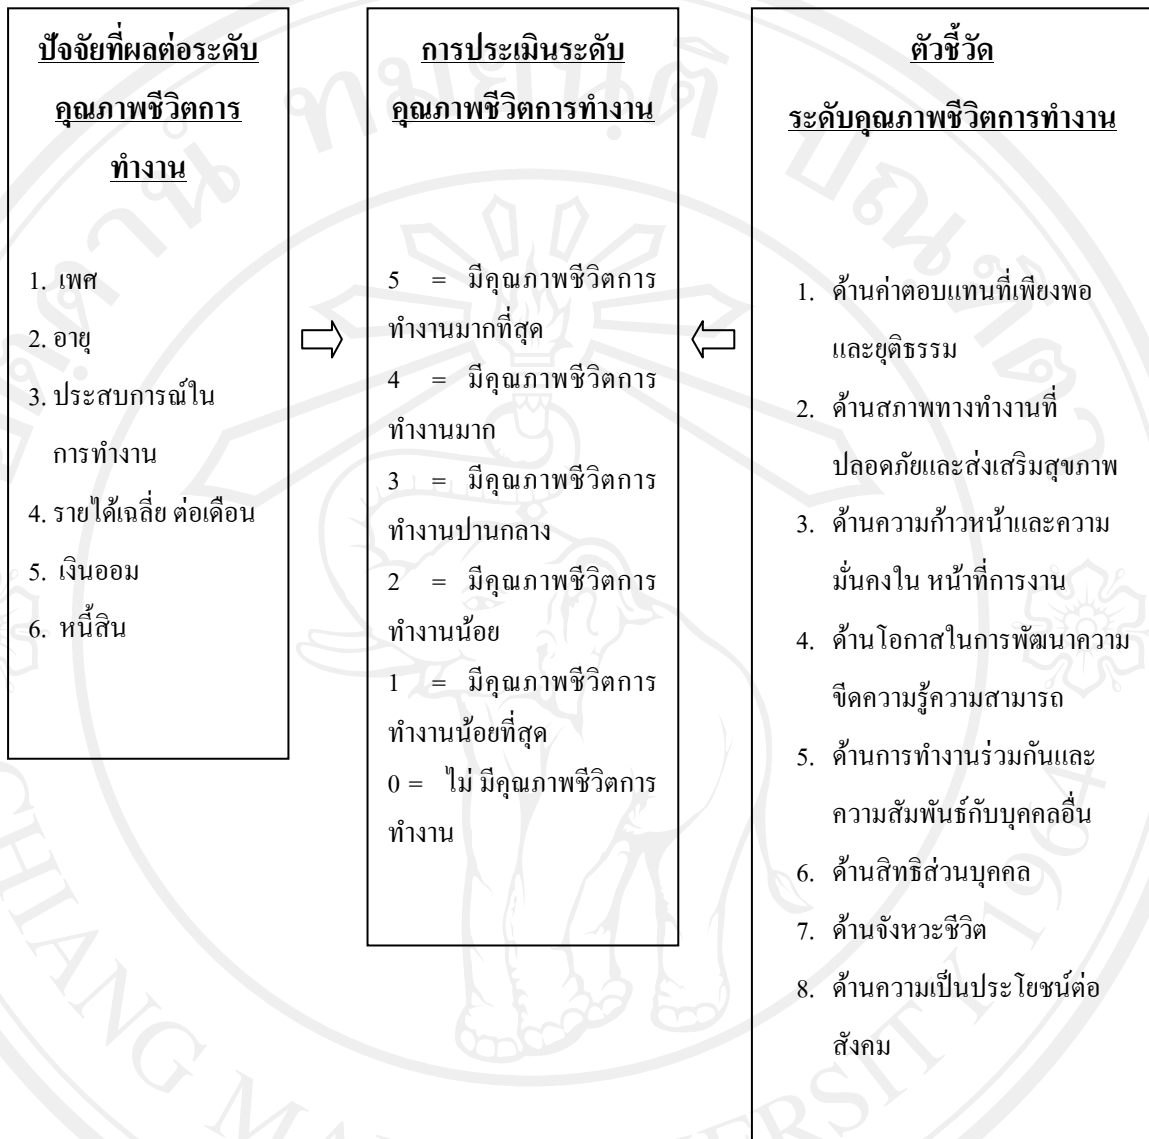 ปัจจัยที่ผลต่อระดับ
คุณภาพชีวิตการ
ทำงาน
1. เพศ
2. อายุ
3. ประสบการณ์ใน
การทำงาน
4. รายได้เฉลี่ย ต่อเดือน
5. เงินออม
6. หนี้สิน
การประเมินระดับ
คุณภาพชีวิตการทำงาน
5 = มีคุณภาพชีวิตการ
ทำงานมากที่สุด
4 = มีคุณภาพชีวิตการ
ทำงานมาก
3 = มีคุณภาพชีวิตการ
ทำงานปานกลาง
2 = มีคุณภาพชีวิตการ
ทำงานน้อย
1 = มีคุณภาพชีวิตการ
ทำงานน้อยที่สุด
0 = ไม่ มีคุณภาพชีวิตการ
ทำงาน
ตัวชี้วัด
ระดับคุณภาพชีวิตการทำงาน
1. ด้านค่าตอบแทนที่เพียงพอ
และยุติธรรม
2. ด้านสภาพทางทำงานที่
ปลอดภัยและส่งเสริมสุขภาพ
3. ด้านความก้าวหน้าและความ
มั่นคงใน หน้าที่การงาน
4. ด้านโอกาสในการพัฒนาความ
ขีดความรู้ความสามารถ
5. ด้านการทำงานร่วมกันและ
ความสัมพันธ์กับบุคคลอื่น
6. ด้านสิทธิส่วนบุคคล
7. ด้านจังหวะชีวิต
8. ด้านความเป็นประโยชน์ต่อ
สังคม
CHIANG MAI 1964